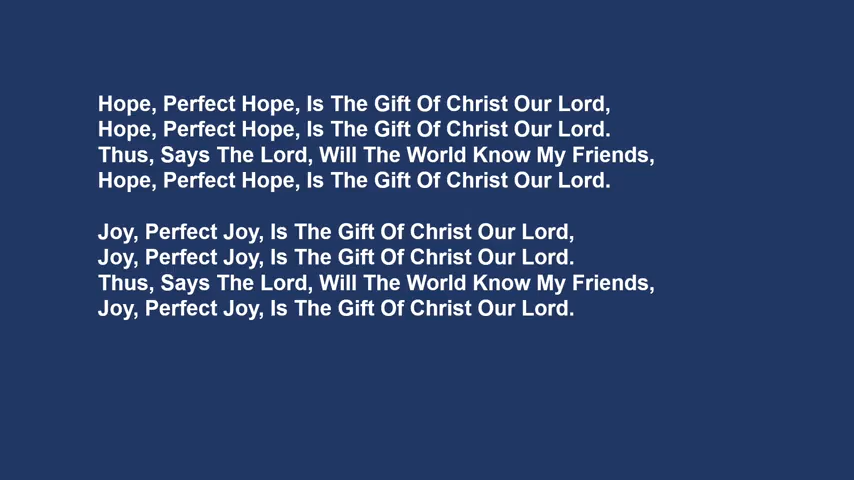 Hope, Perfect Hope, Is The Gift Of Christ Our Lord,
Hope, Perfect Hope, Is The Gift Of Christ Our Lord.
Thus, Says The Lord, Will The World Know My Friends,
Hope, Perfect Hope, Is The Gift Of Christ Our Lord.

Joy, Perfect Joy, Is The Gift Of Christ Our Lord,
Joy, Perfect Joy, Is The Gift Of Christ Our Lord.
Thus, Says The Lord, Will The World Know My Friends,
Joy, Perfect Joy, Is The Gift Of Christ Our Lord.